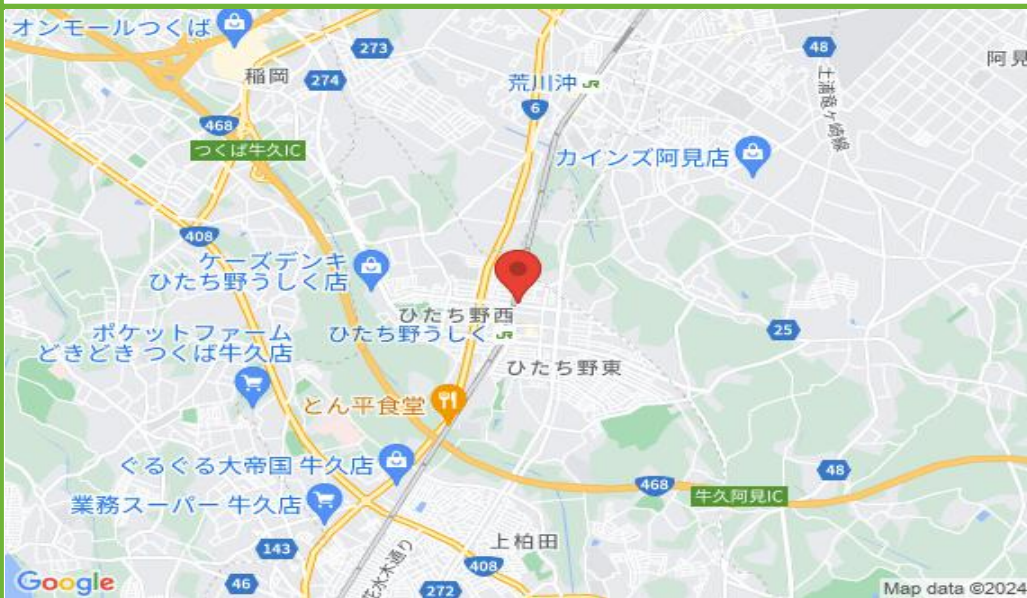 イオンモールつくば
273
48
阿見
稲岡
274
荒川沖
JR
土浦竜ヶ崎線
6
468
つくば牛久IC
カインズ阿見店
408
ケーズデンキ
ひたち野うしく店
ひたち野西
ポケットファーム
どきどき つくば牛久店
ひたち野うしく
JR
25
ひたち野東
とん平食堂
ぐるぐる大帝国 牛久店
468
48
牛久阿見IC
業務スーパー 牛久店
143
上柏田
花水木通り
408
46
272
Google
Map data ©2024